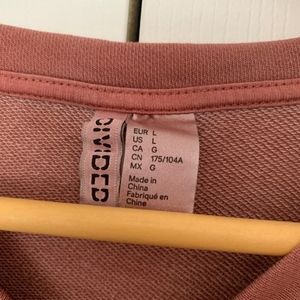 DIVIDED
EUR L
US L
CA G
CN 175/104A
MX G
Made in
China
Fabriqué en
Chine